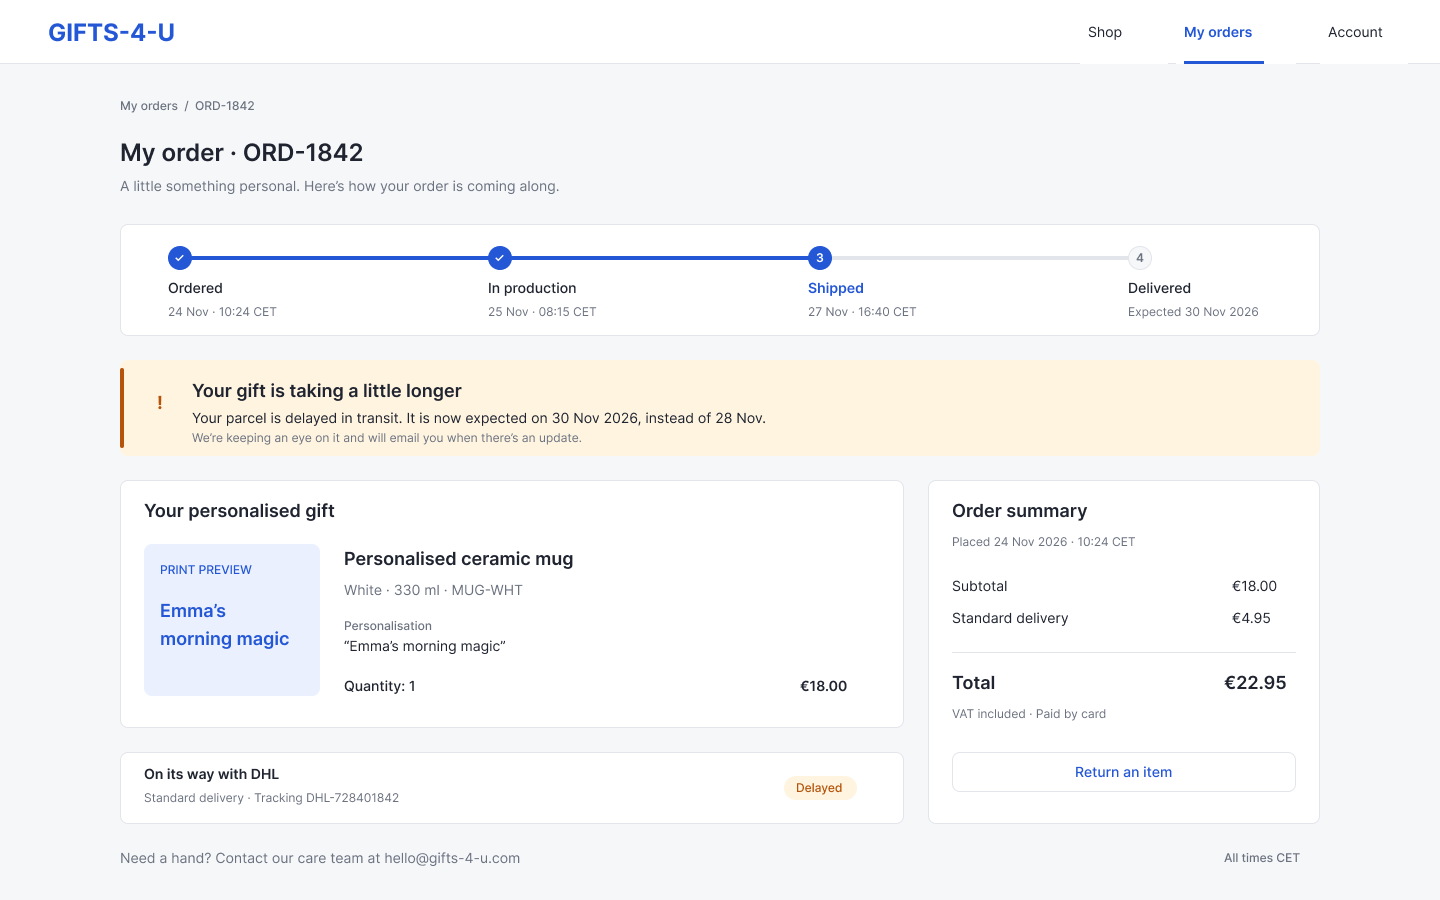 GIFTS-4-U
Shop
My orders
Account
My orders / ORD-1842
My order · ORD-1842
A little something personal. Here’s how your order is coming along.
3
4
Ordered
In production
Shipped
Delivered
24 Nov · 10:24 CET
25 Nov · 08:15 CET
27 Nov · 16:40 CET
Expected 30 Nov 2026
!
Your gift is taking a little longer
Your parcel is delayed in transit. It is now expected on 30 Nov 2026, instead of 28 Nov.
We’re keeping an eye on it and will email you when there’s an update.
Your personalised gift
PRINT PREVIEW
Emma’s
morning magic
Personalised ceramic mug
White · 330 ml · MUG-WHT
Personalisation
“Emma’s morning magic”
Quantity: 1
€18.00
On its way with DHL
Standard delivery · Tracking DHL-728401842
Delayed
Order summary
Placed 24 Nov 2026 · 10:24 CET
Subtotal €18.00
Standard delivery €4.95
Total €22.95
VAT included · Paid by card
Return an item
Need a hand? Contact our care team at hello@gifts-4-u.com
All times CET